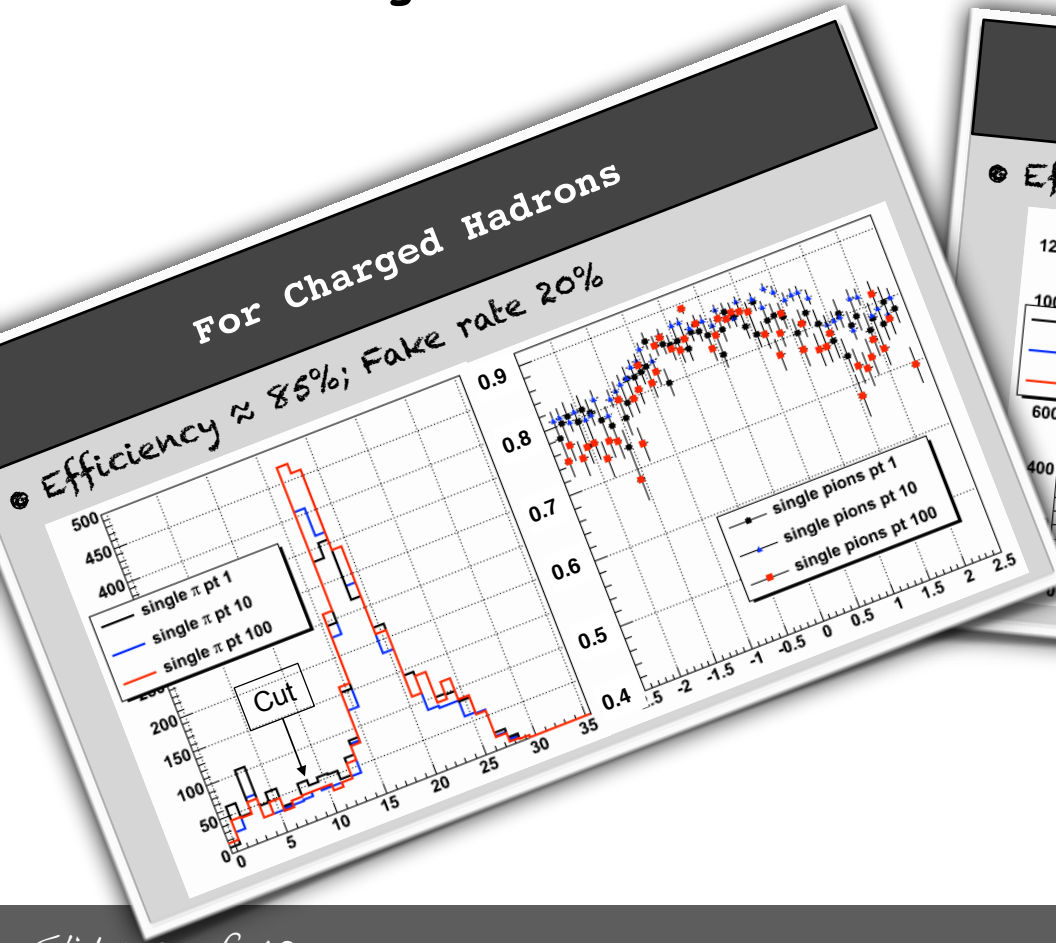 For Charged Hadrons
Efficiency ≈ 85%; Fake rate 20%
500
450
400
200
150
100
50
0
single π pt 1
single π pt 10
single π pt 100
Cut
0 5 10 15 20 25 30 35
0.9
0.8
0.7
0.6
0.5
0.4
single pions pt 1
single pions pt 10
single pions pt 100
-2 -1.5 -1 -0.5 0 0.5 1 1.5 2 2.5
600
400